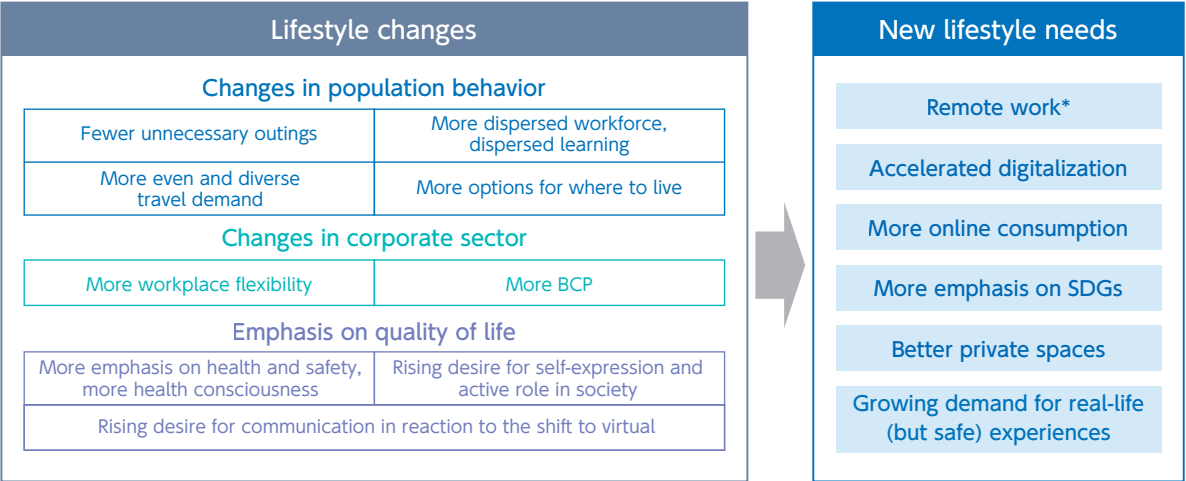 Lifestyle changes
Changes in population behavior
Fewer unnecessary outings
More dispersed workforce,
dispersed learning
More even and diverse
travel demand
More options for where to live
Changes in corporate sector
More workplace flexibility
More BCP
Emphasis on quality of life
More emphasis on health and safety,
more health consciousness
Rising desire for self-expression and
active role in society
Rising desire for communication in reaction to the shift to virtual
New lifestyle needs
Remote work*
Accelerated digitalization
More online consumption
More emphasis on SDGs
Better private spaces
Growing demand for real-life
(but safe) experiences